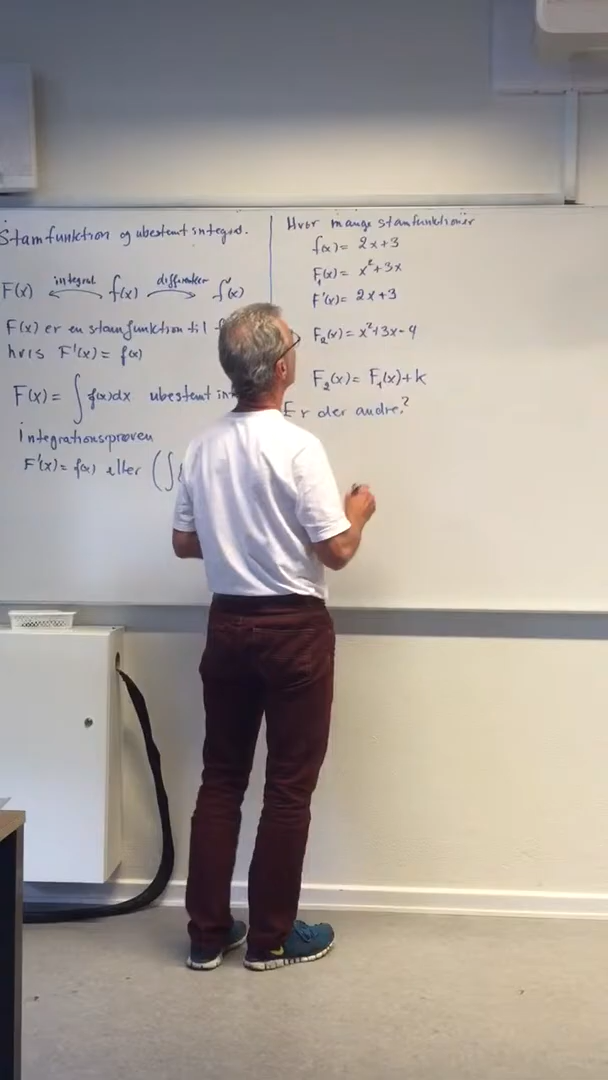 Stamfunktion og ubestemt integral.
F(x) integral f(x) differentier f'(x)
F(x) er en stamfunktion til
hvis F'(x) = f(x)
F(x) = ∫ f(x)dx ubestemt in
integrationsprøven
F'(x) = f(x) eller (∫
Hvor mange stamfunktioner
f(x) = 2x+3
F₁(x) = x²+3x
F'(x) = 2x+3
F₂(x) = x²+3x-4
F₂(x) = F₁(x)+k
Er der andre?